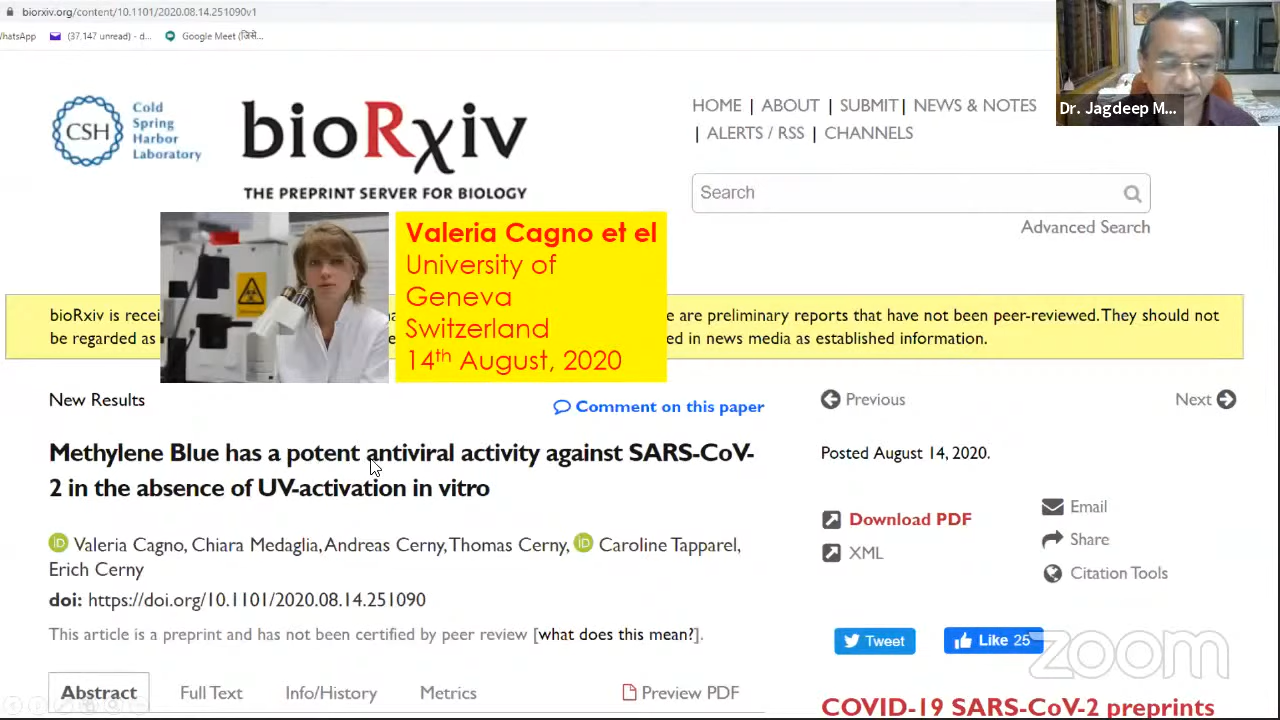 biorxiv.org/content/10.1101/2020.08.14.251090v1
WhatsApp (37,147 unread) - d... Google Meet (जिसे...
Dr. Jagdeep M...
CSH Cold
Spring
Harbor
Laboratory
bioRxiv
THE PREPRINT SERVER FOR BIOLOGY
HOME | ABOUT | SUBMIT | NEWS & NOTES
| ALERTS / RSS | CHANNELS
Search
Advanced Search
Valeria Cagno et el
University of
Geneva
Switzerland
14th August, 2020
bioRxiv is recei e are preliminary reports that have not been peer-reviewed. They should not
be regarded as ed in news media as established information.
New Results
Comment on this paper
Previous
Next
Methylene Blue has a potent antiviral activity against SARS-CoV-
2 in the absence of UV-activation in vitro
Posted August 14, 2020.
iD Valeria Cagno, Chiara Medaglia, Andreas Cerny, Thomas Cerny, iD Caroline Tapparel,
Erich Cerny
doi: https://doi.org/10.1101/2020.08.14.251090
This article is a preprint and has not been certified by peer review [what does this mean?].
Download PDF
XML
Email
Share
Citation Tools
Tweet
Like 25
zoom
Abstract Full Text Info/History Metrics Preview PDF
COVID-19 SARS-CoV-2 preprints